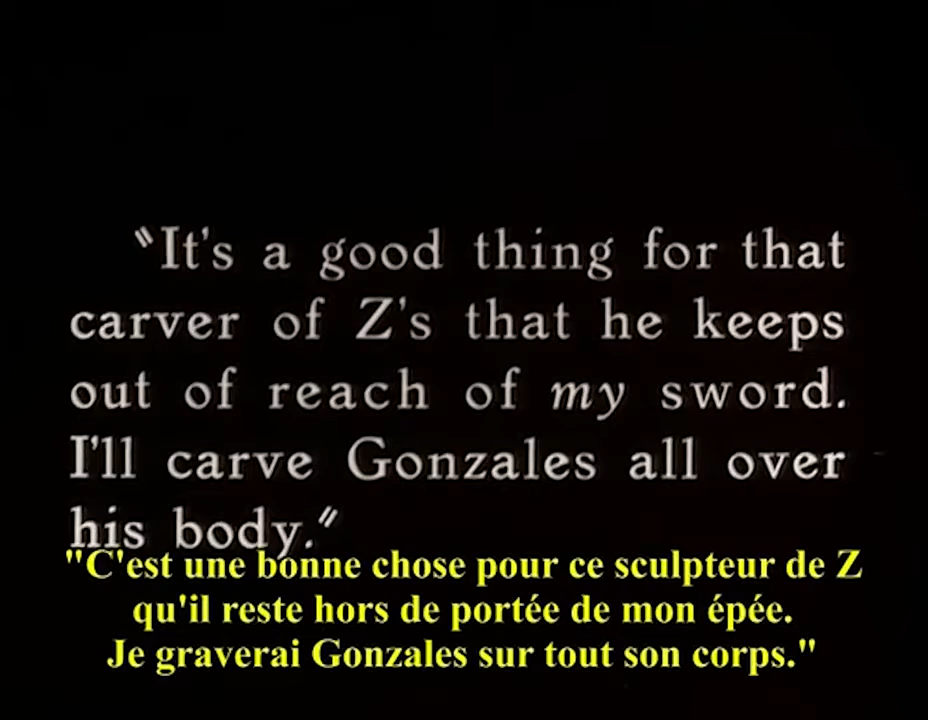 "It's a good thing for that
carver of Z's that he keeps
out of reach of my sword.
I'll carve Gonzales all over
his body."
"C'est une bonne chose pour ce sculpteur de Z
qu'il reste hors de portée de mon épée.
Je graverai Gonzales sur tout son corps."